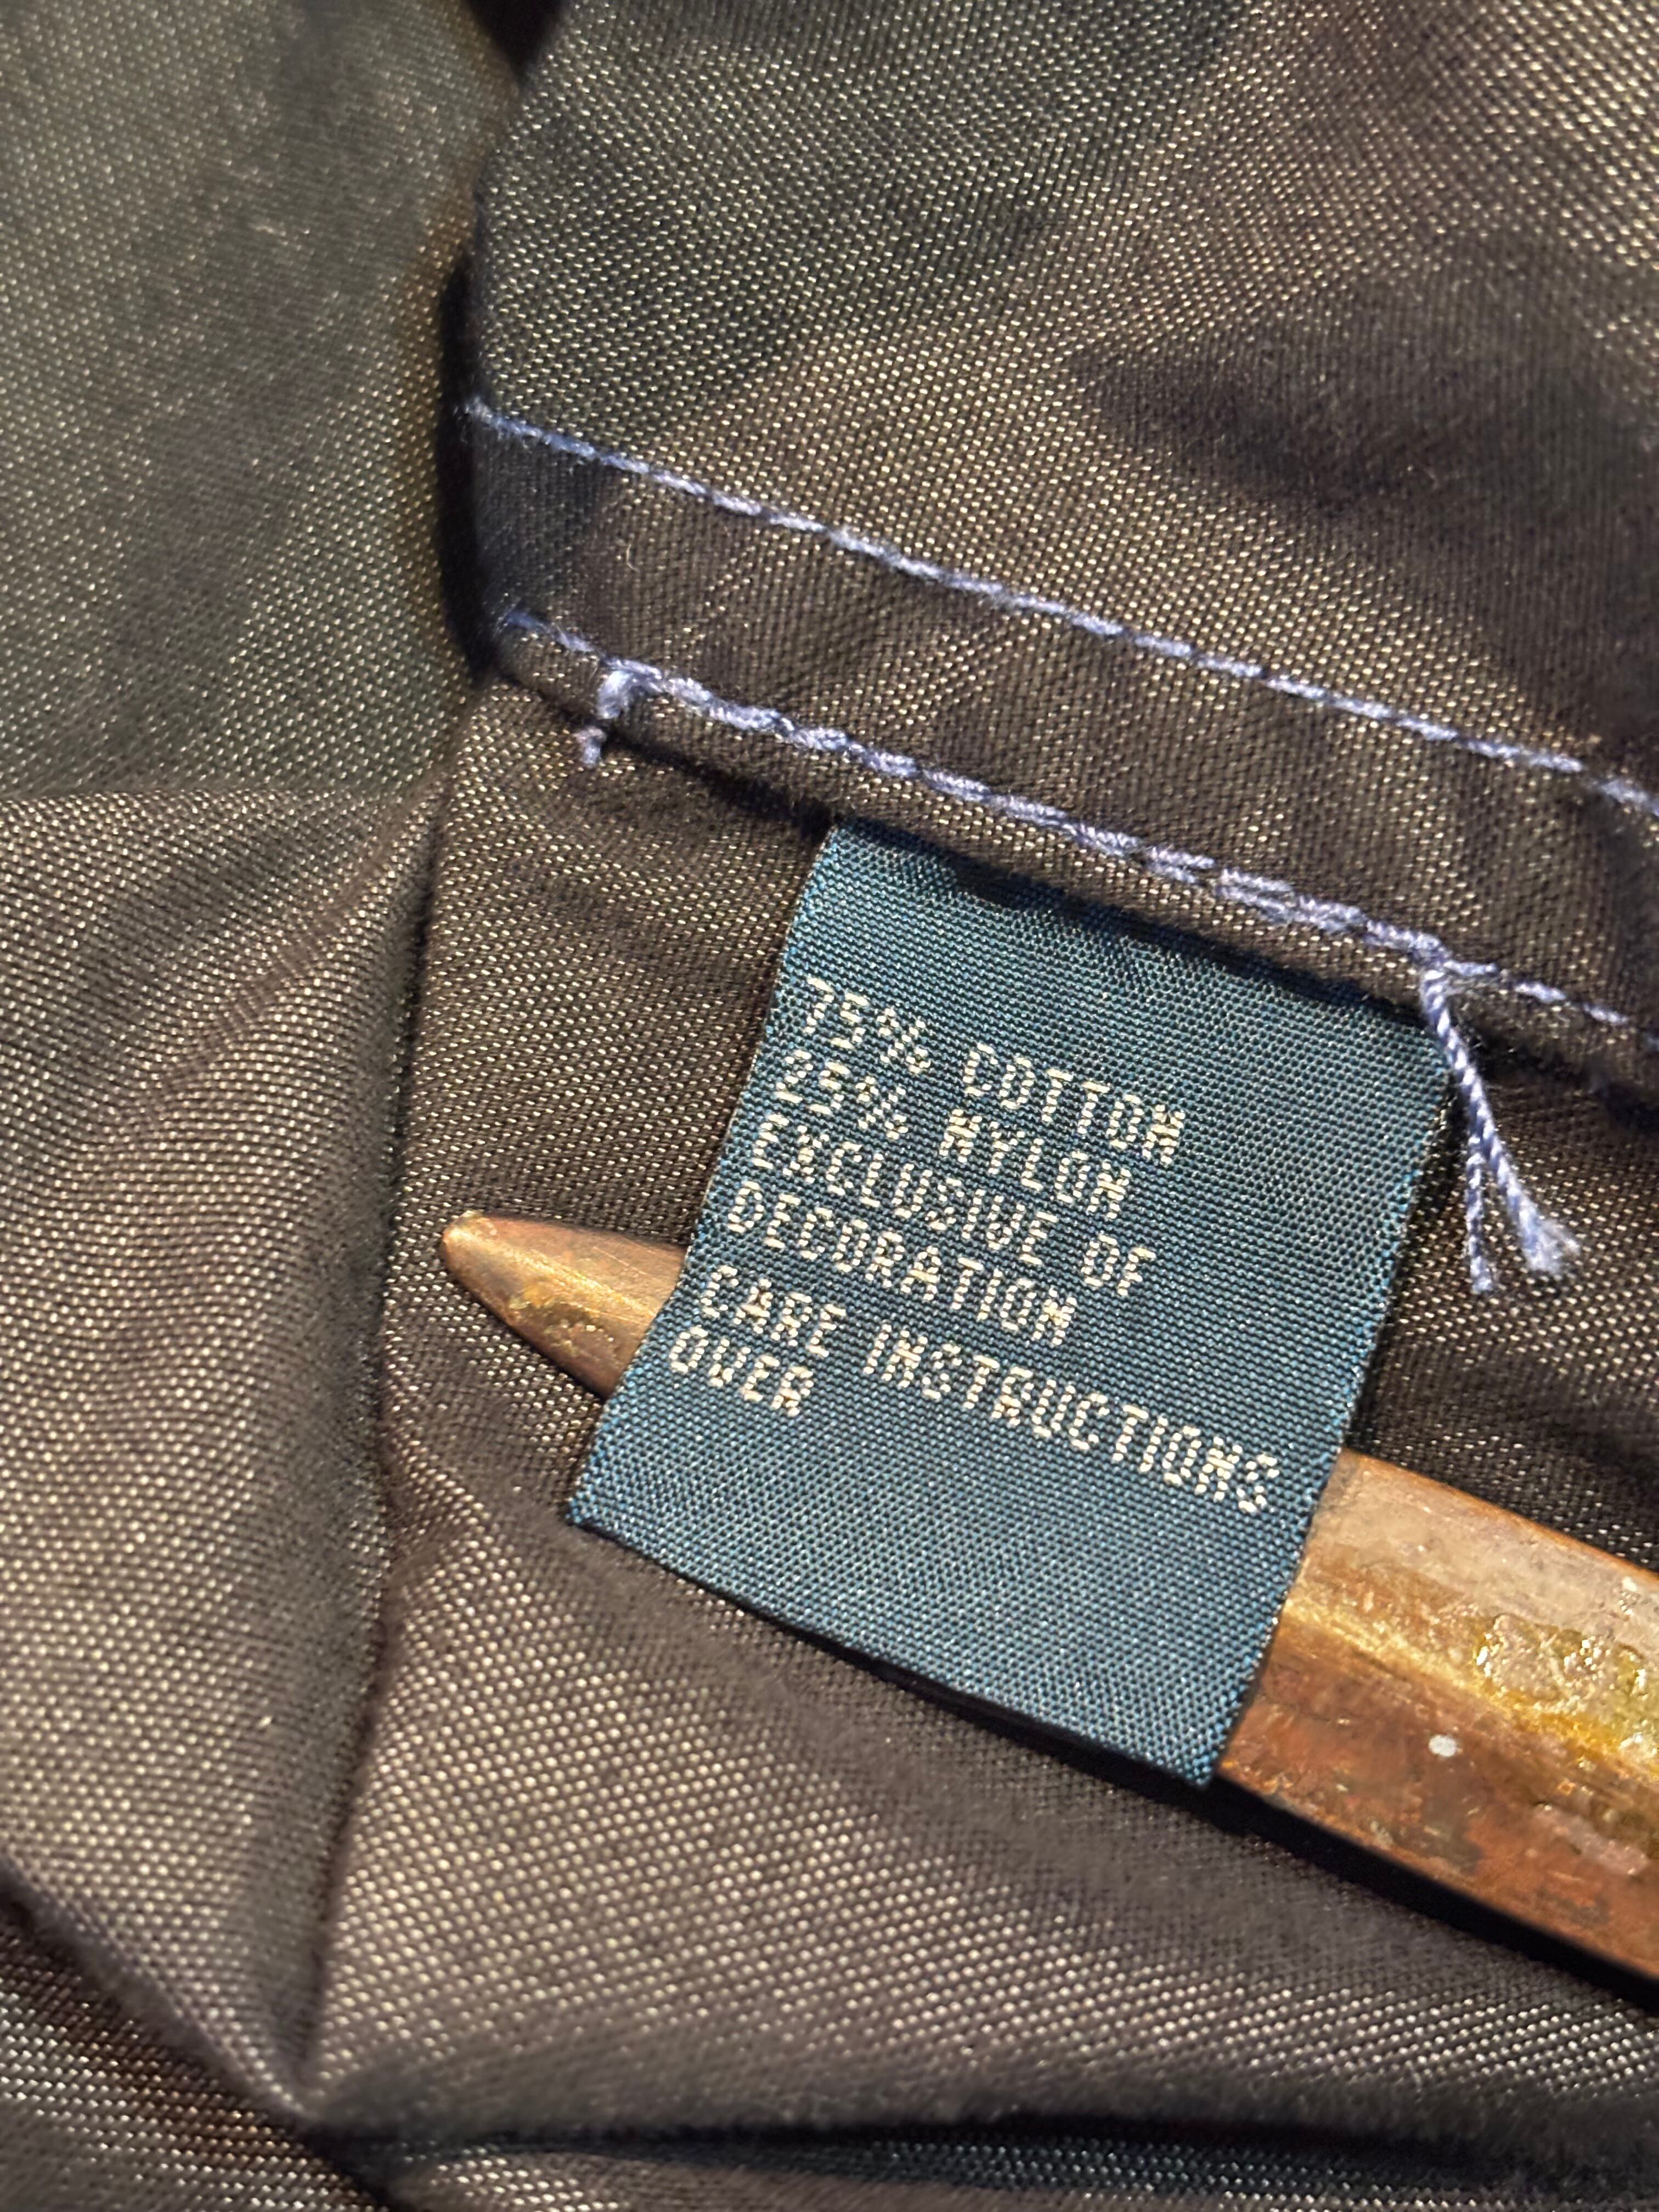 75% COTTON
25% NYLON
EXCLUSIVE OF
DECORATION
CARE INSTRUCTIONS
OVER